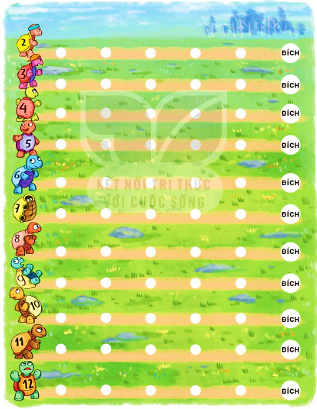 2
ĐÍCH
3
ĐÍCH
4
ĐÍCH
5
ĐÍCH
6
ĐÍCH
7
ĐÍCH
8
ĐÍCH
9
ĐÍCH
10
ĐÍCH
11
ĐÍCH
12
ĐÍCH
KẾT NỐI TRI THỨC
VỚI CUỘC SỐNG